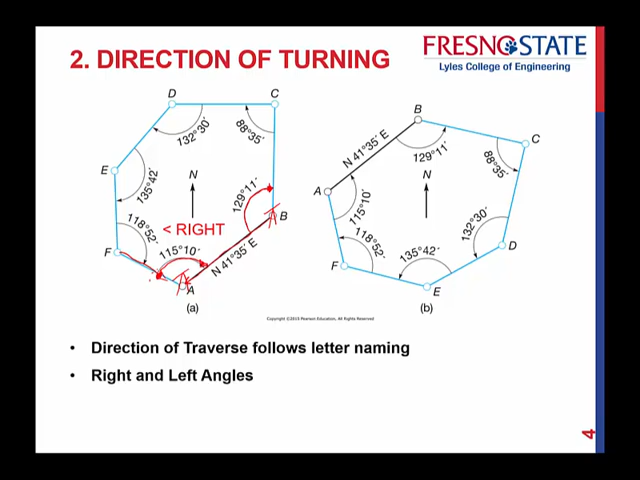 2. DIRECTION OF TURNING
FRESNO STATE
Lyles College of Engineering
D
C
132°30′
88°35′
E
135°42′
N
129°11′
< RIGHT
B
118°52′
115°10′
N 41°35′ E
F
A
(a)
B
N 41°35′ E
129°11′
C
88°35′
N
A
115°10′
132°30′
D
118°52′
135°42′
F
E
(b)
Copyright ©2015 Pearson Education, All Rights Reserved
• Direction of Traverse follows letter naming
• Right and Left Angles
4